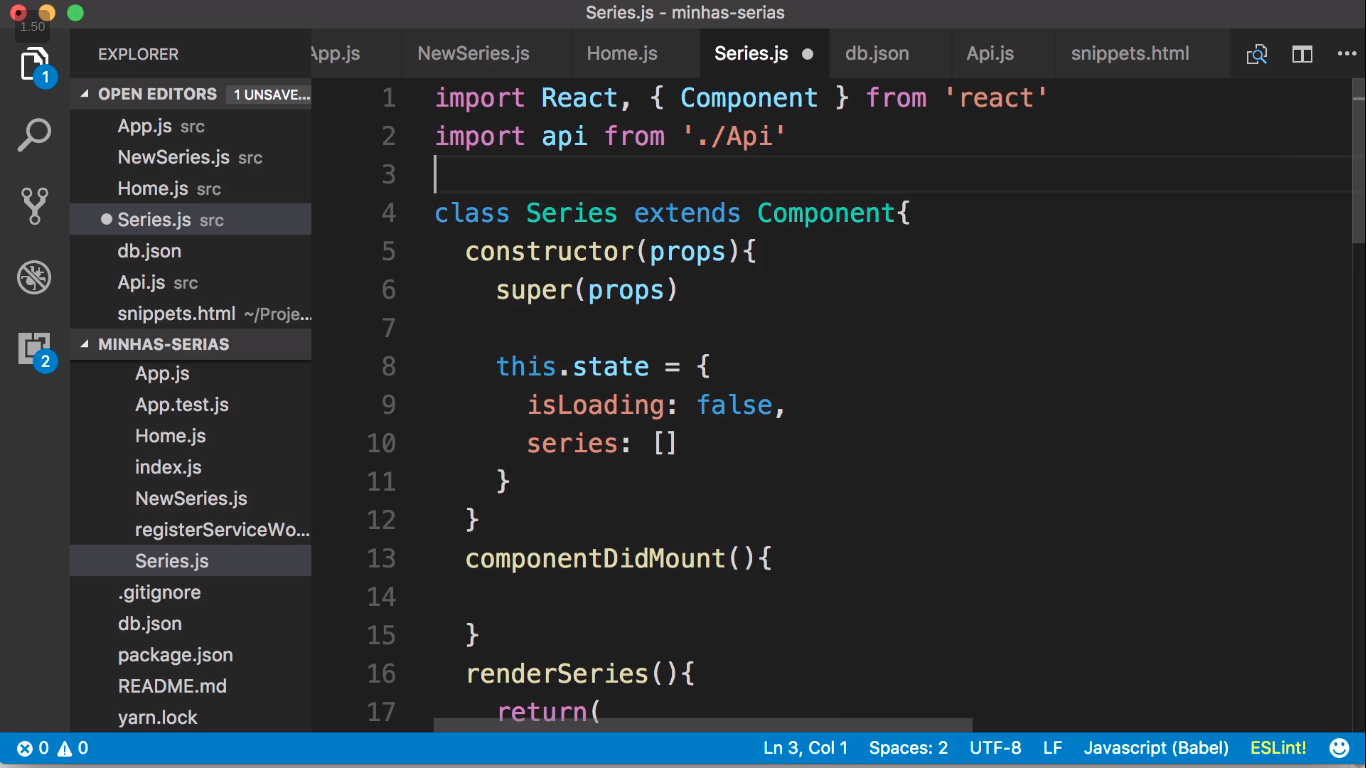 Series.js - minhas-serias
1.50
EXPLORER
App.js
NewSeries.js
Home.js
Series.js
db.json
Api.js
snippets.html
1
OPEN EDITORS
1 UNSAVE...
App.js src
NewSeries.js src
Home.js src
Series.js src
db.json
Api.js src
snippets.html ~/Proje...
MINHAS-SERIAS
2
App.js
App.test.js
Home.js
index.js
NewSeries.js
registerServiceWo...
Series.js
.gitignore
db.json
package.json
README.md
yarn.lock
1 import React, { Component } from 'react'
2 import api from './Api'
3
4 class Series extends Component{
5 constructor(props){
6 super(props)
7
8 this.state = {
9 isLoading: false,
10 series: []
11 }
12 }
13 componentDidMount(){
14
15 }
16 renderSeries(){
17 return(
0 0
Ln 3, Col 1 Spaces: 2 UTF-8 LF Javascript (Babel) ESLint!